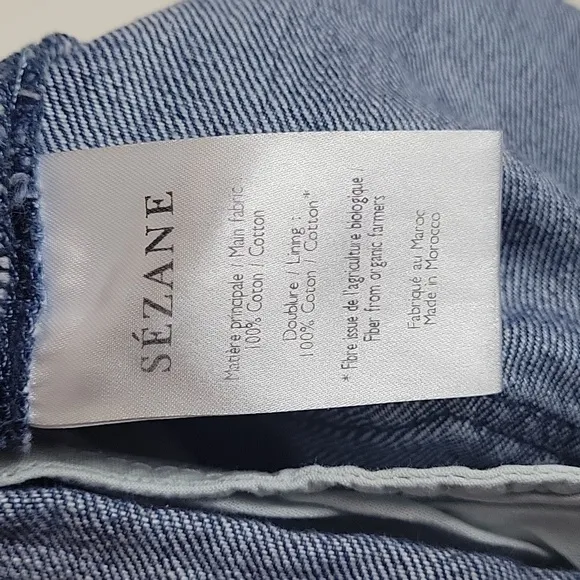 SÉZANE
Matière principale / Main fabric :
100% Coton / Cotton
Doublure / Lining :
100% Coton / Cotton*
* Fibre issue de l'agriculture biologique
Fiber from organic farmers
Fabriqué au Maroc
Made in Morocco